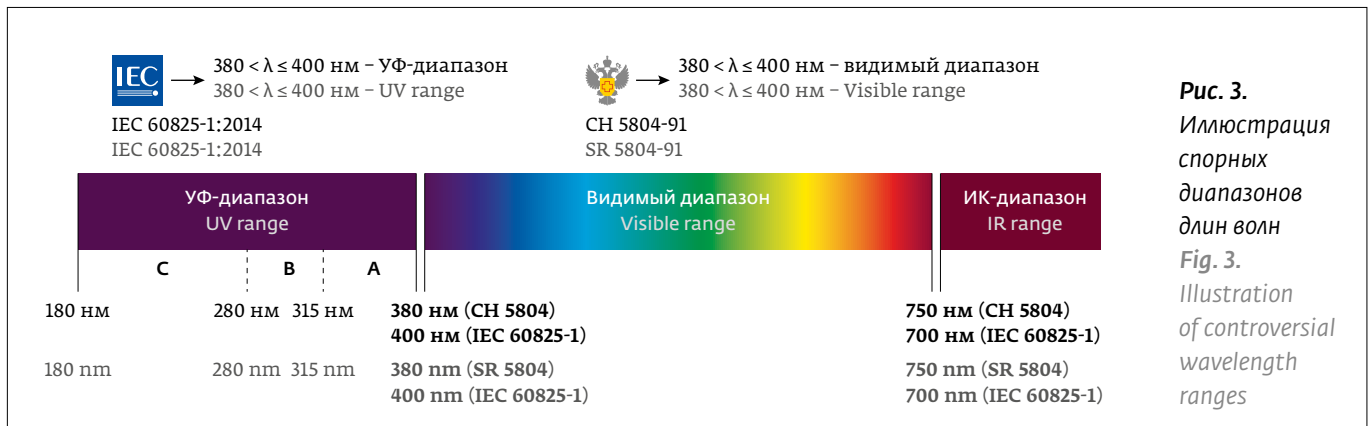 IEC
380 < λ ≤ 400 нм – УФ-диапазон
380 < λ ≤ 400 нм – UV range
IEC 60825-1:2014
IEC 60825-1:2014
380 < λ ≤ 400 нм – видимый диапазон
380 < λ ≤ 400 нм – Visible range
СН 5804-91
SR 5804-91
УФ-диапазон
UV range
Видимый диапазон
Visible range
ИК-диапазон
IR range
C B A
180 нм 280 нм 315 нм 380 нм (СН 5804) 750 нм (СН 5804)
400 нм (IEC 60825-1) 700 нм (IEC 60825-1)
180 nm 280 nm 315 nm 380 nm (SR 5804) 750 nm (SR 5804)
400 nm (IEC 60825-1) 700 nm (IEC 60825-1)
Рис. 3.
Иллюстрация
спорных
диапазонов
длин волн
Fig. 3.
Illustration
of controversial
wavelength
ranges